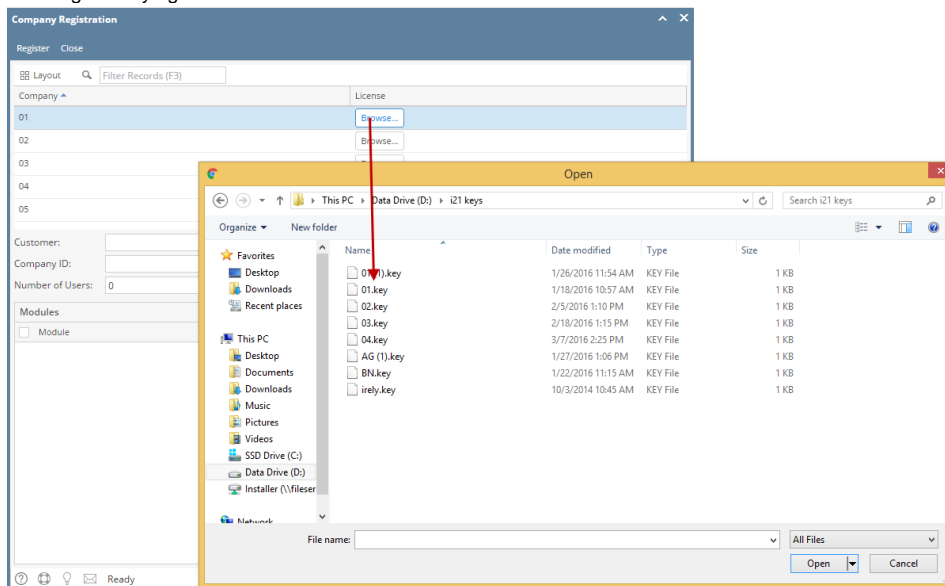 Company Registration
Register Close
Layout Filter Records (F3)
Company License
01 Browse...
02 Browse...
03
04
05
Customer:
Company ID:
Number of Users: 0
Modules
Module
Ready
Open
This PC Data Drive (D:) i21 keys Search i21 keys
Organize New folder
Name Date modified Type Size
1/26/2016 11:54 AM KEY File 1 KB
01.key 1/18/2016 10:57 AM KEY File 1 KB
02.key 2/5/2016 1:10 PM KEY File 1 KB
03.key 2/18/2016 1:15 PM KEY File 1 KB
04.key 3/7/2016 2:25 PM KEY File 1 KB
AG (1).key 1/27/2016 1:06 PM KEY File 1 KB
BN.key 1/22/2016 11:15 AM KEY File 1 KB
irely.key 10/3/2014 10:45 AM KEY File 1 KB
Favorites
Desktop
Downloads
Recent places
This PC
Desktop
Documents
Downloads
Music
Pictures
Videos
SSD Drive (C:)
Data Drive (D:)
Installer (\\fileser
Network
File name: All Files
Open Cancel